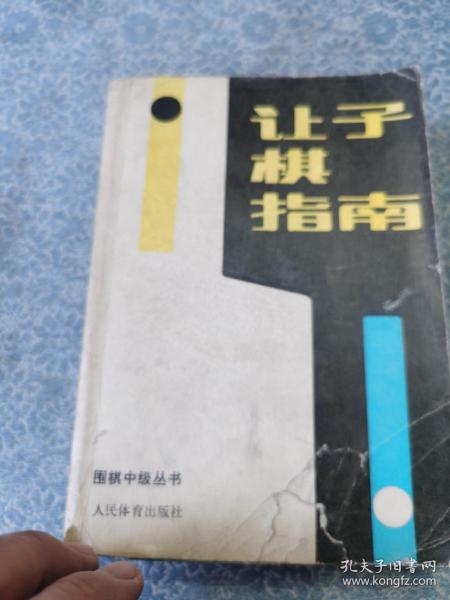 让子
棋
指南
围棋中级丛书
人民体育出版社
孔夫子旧书网
www.kongfz.com